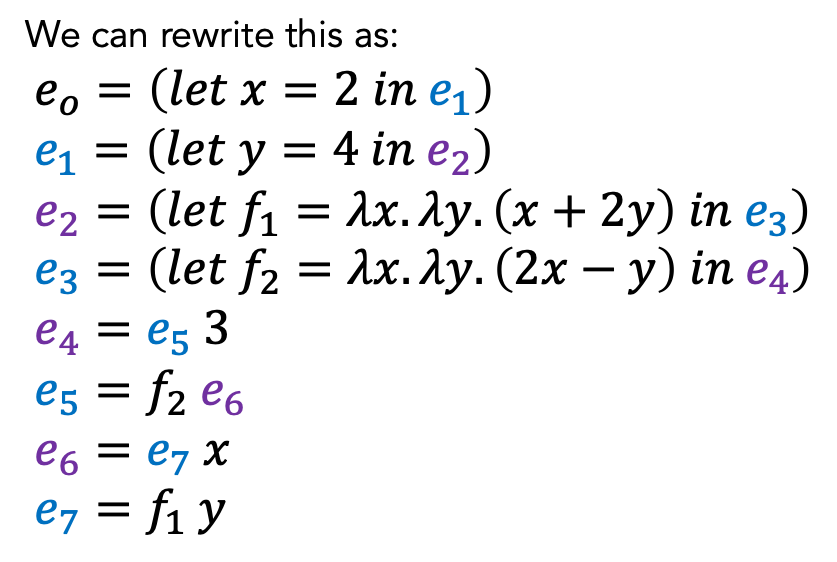 We can rewrite this as:
eₒ = (let x = 2 in e₁)
e₁ = (let y = 4 in e₂)
e₂ = (let f₁ = λx. λy. (x + 2y) in e₃)
e₃ = (let f₂ = λx. λy. (2x − y) in e₄)
e₄ = e₅ 3
e₅ = f₂ e₆
e₆ = e₇ x
e₇ = f₁ y